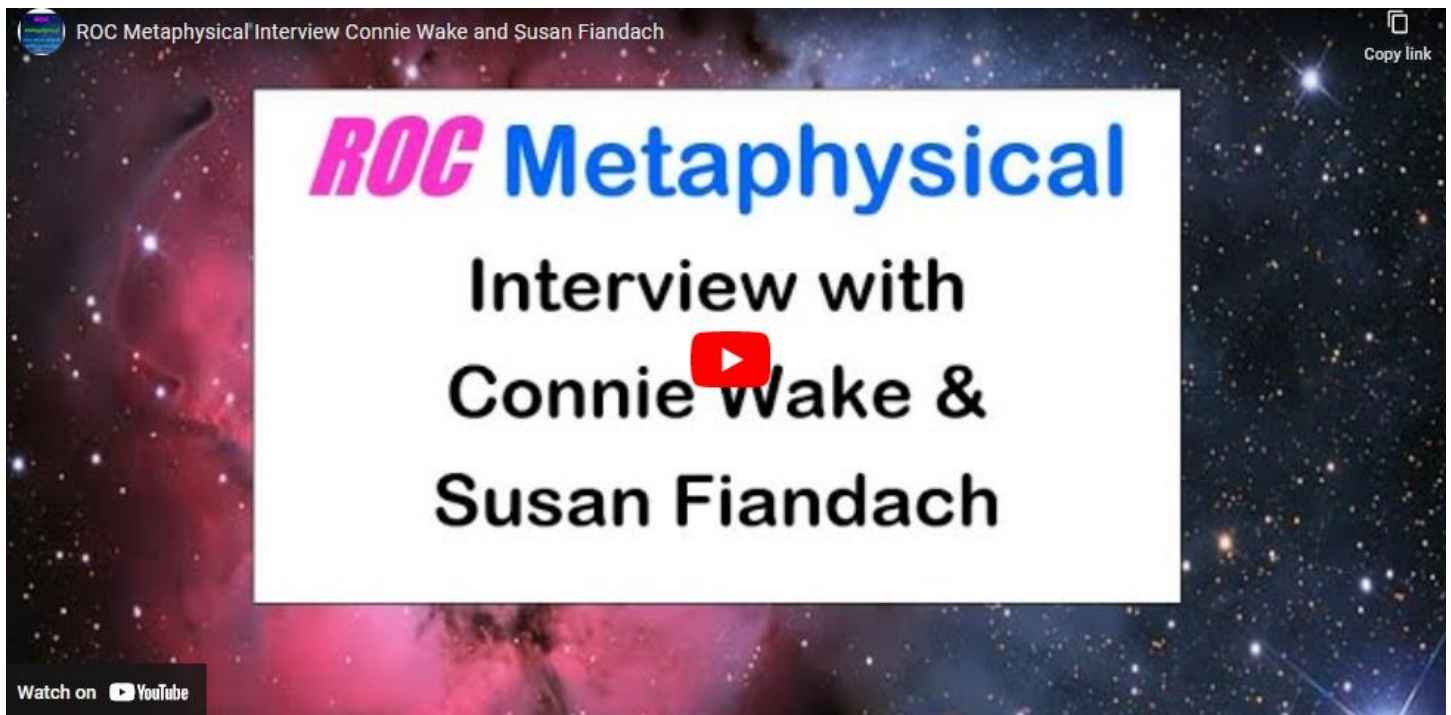 ROC Metaphysical Interview Connie Wake and Susan Fiandach
Copy link
ROC Metaphysical
Interview with
Connie Wake &
Susan Fiandach
Watch on YouTube